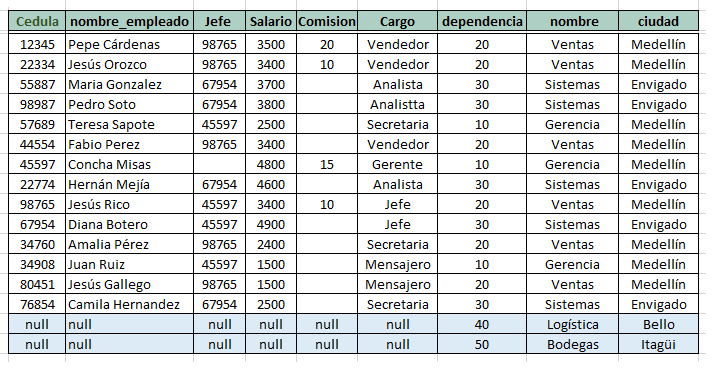 Cedula nombre_empleado Jefe Salario Comision Cargo dependencia nombre ciudad
12345 Pepe Cárdenas 98765 3500 20 Vendedor 20 Ventas Medellín
22334 Jesús Orozco 98765 3400 10 Vendedor 20 Ventas Medellín
55887 Maria Gonzalez 67954 3700 Analista 30 Sistemas Envigado
98987 Pedro Soto 67954 3800 Analistta 30 Sistemas Envigado
57689 Teresa Sapote 45597 2500 Secretaria 10 Gerencia Medellín
44554 Fabio Perez 98765 3400 Vendedor 20 Ventas Medellín
45597 Concha Misas 4800 15 Gerente 10 Gerencia Medellín
22774 Hernán Mejía 67954 4600 Analista 30 Sistemas Envigado
98765 Jesús Rico 45597 3400 10 Jefe 20 Ventas Medellín
67954 Diana Botero 45597 4900 Jefe 30 Sistemas Envigado
34760 Amalia Pérez 98765 2400 Secretaria 20 Ventas Medellín
34908 Juan Ruiz 45597 1500 Mensajero 10 Gerencia Medellín
80451 Jesús Gallego 98765 1500 Mensajero 20 Ventas Medellín
76854 Camila Hernandez 67954 2500 Secretaria 30 Sistemas Envigado
null null null null null null 40 Logística Bello
null null null null null null 50 Bodegas Itagüi